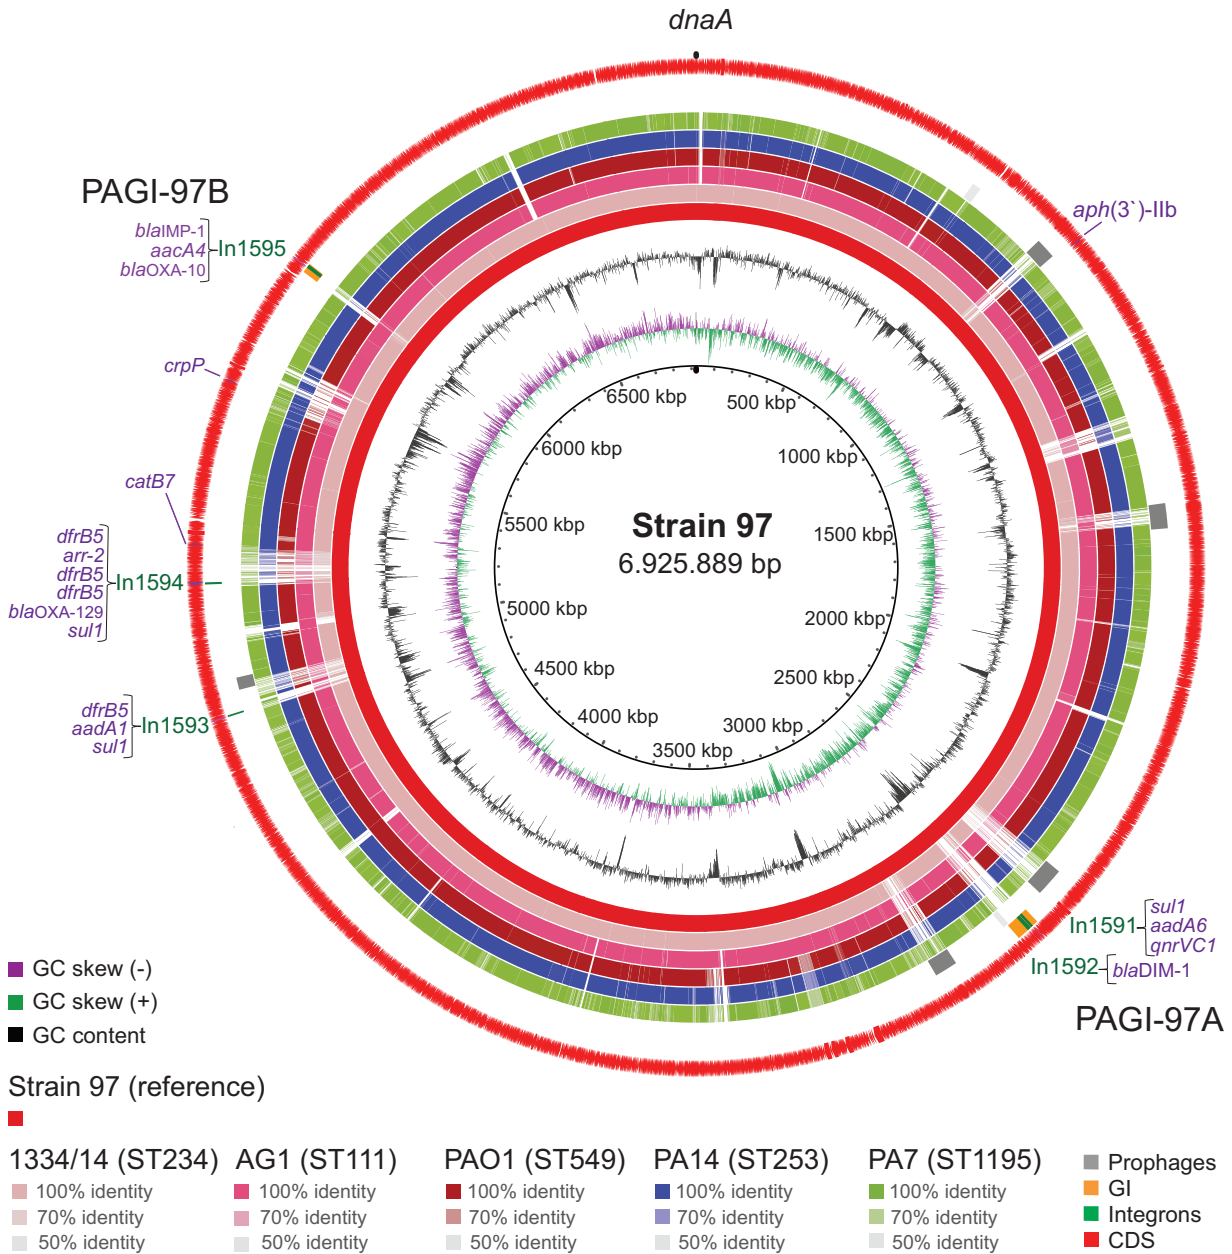 dnaA
PAGI-97B
blaIMP-1
aacA4
blaOXA-10
In1595
aph(3`)-IIb
crpP
catB7
dfrB5
arr-2
dfrB5
dfrB5
blaOXA-129
sul1
In1594
dfrB5
aadA1
sul1
In1593
6500 kbp
500 kbp
6000 kbp
1000 kbp
5500 kbp
Strain 97
6.925.889 bp
1500 kbp
5000 kbp
2000 kbp
4500 kbp
2500 kbp
4000 kbp
3000 kbp
3500 kbp
In1591
sul1
aadA6
qnrVC1
In1592
blaDIM-1
PAGI-97A
GC skew (-)
GC skew (+)
GC content
Strain 97 (reference)
1334/14 (ST234)
100% identity
70% identity
50% identity
AG1 (ST111)
100% identity
70% identity
50% identity
PAO1 (ST549)
100% identity
70% identity
50% identity
PA14 (ST253)
100% identity
70% identity
50% identity
PA7 (ST1195)
100% identity
70% identity
50% identity
Prophages
GI
Integrons
CDS